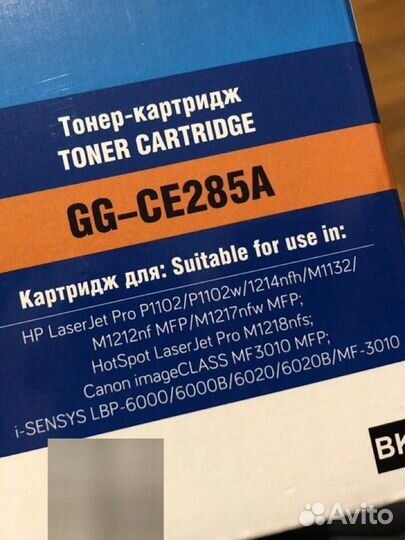 Тонер-картридж
TONER CARTRIDGE
GG–CE285A
Картридж для: Suitable for use in:
HP LaserJet Pro P1102/P1102w/1214nfh/M1132/
M1212nf MFP/M1217nfw MFP;
HotSpot LaserJet Pro M1218nfs;
Canon imageCLASS MF3010 MFP;
i-SENSYS LBP-6000/6000B/6020/6020B/MF-3010
BK
Avito